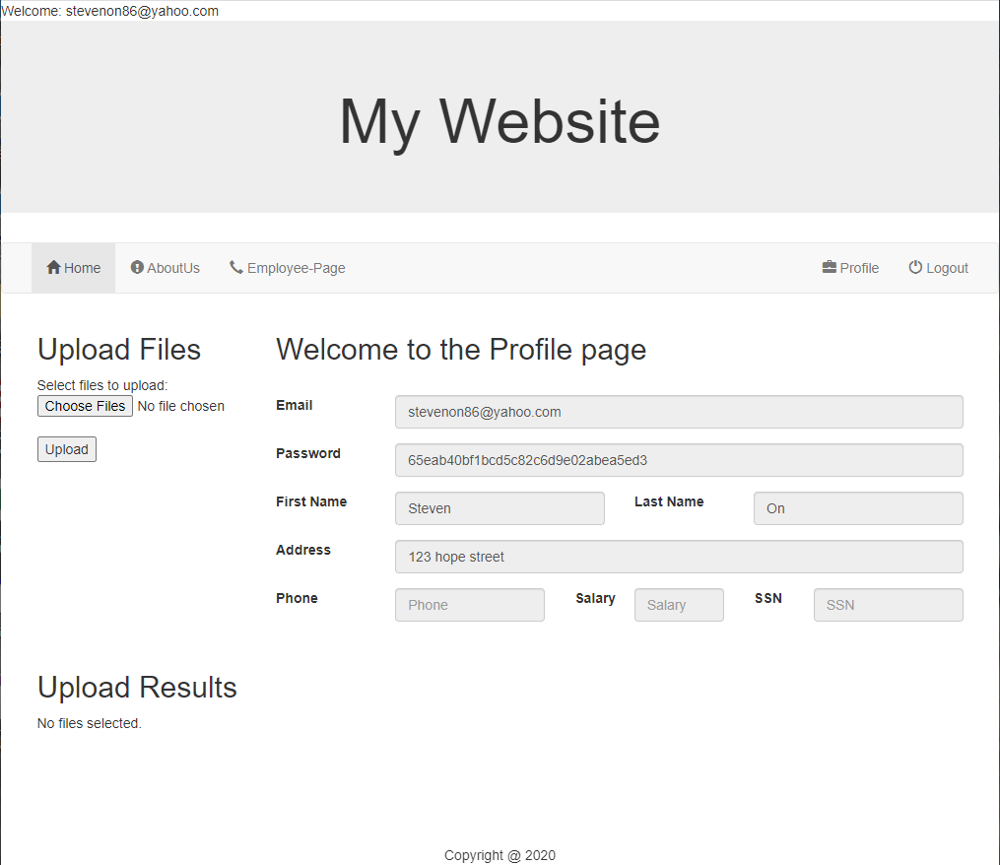 Welcome: stevenon86@yahoo.com
My Website
Home AboutUs Employee-Page Profile Logout
Upload Files
Select files to upload:
Choose Files No file chosen
Upload
Welcome to the Profile page
Email stevenon86@yahoo.com
Password 65eab40bf1bcd5c82c6d9e02abea5ed3
First Name Steven Last Name On
Address 123 hope street
Phone Phone Salary Salary SSN SSN
Upload Results
No files selected.
Copyright @ 2020